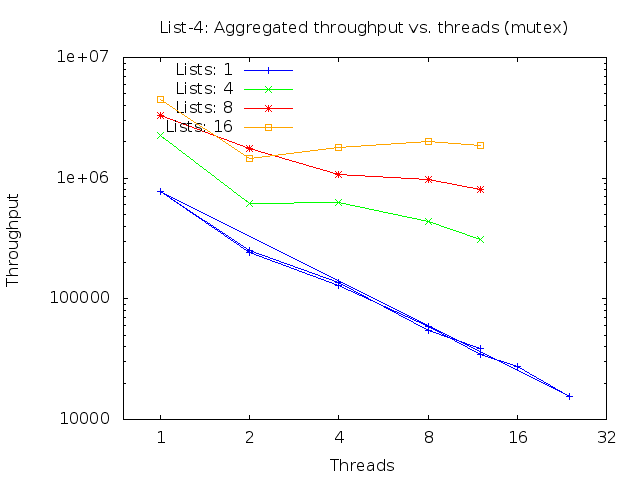 List-4: Aggregated throughput vs. threads (mutex)
1e+07
Lists: 1
Lists: 4
Lists: 8
Lists: 16
1e+06
Throughput
100000
10000
1 2 4 8 16 32
Threads